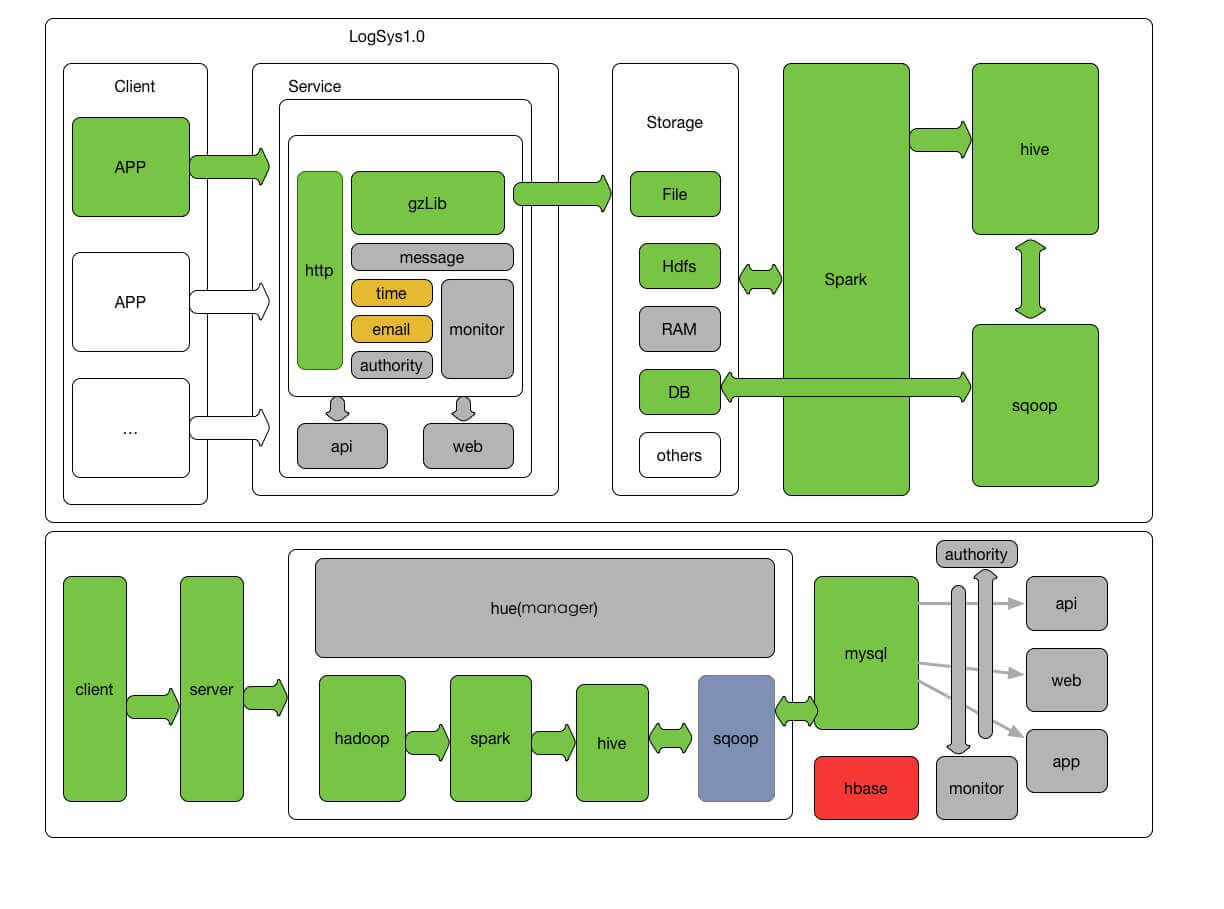 LogSys1.0
Client
APP
APP
...
Service
http
gzLib
message
time
email
authority
monitor
api
web
Storage
File
Hdfs
RAM
DB
others
Spark
hive
sqoop
client
server
hue(manager)
hadoop
spark
hive
sqoop
mysql
hbase
authority
monitor
api
web
app